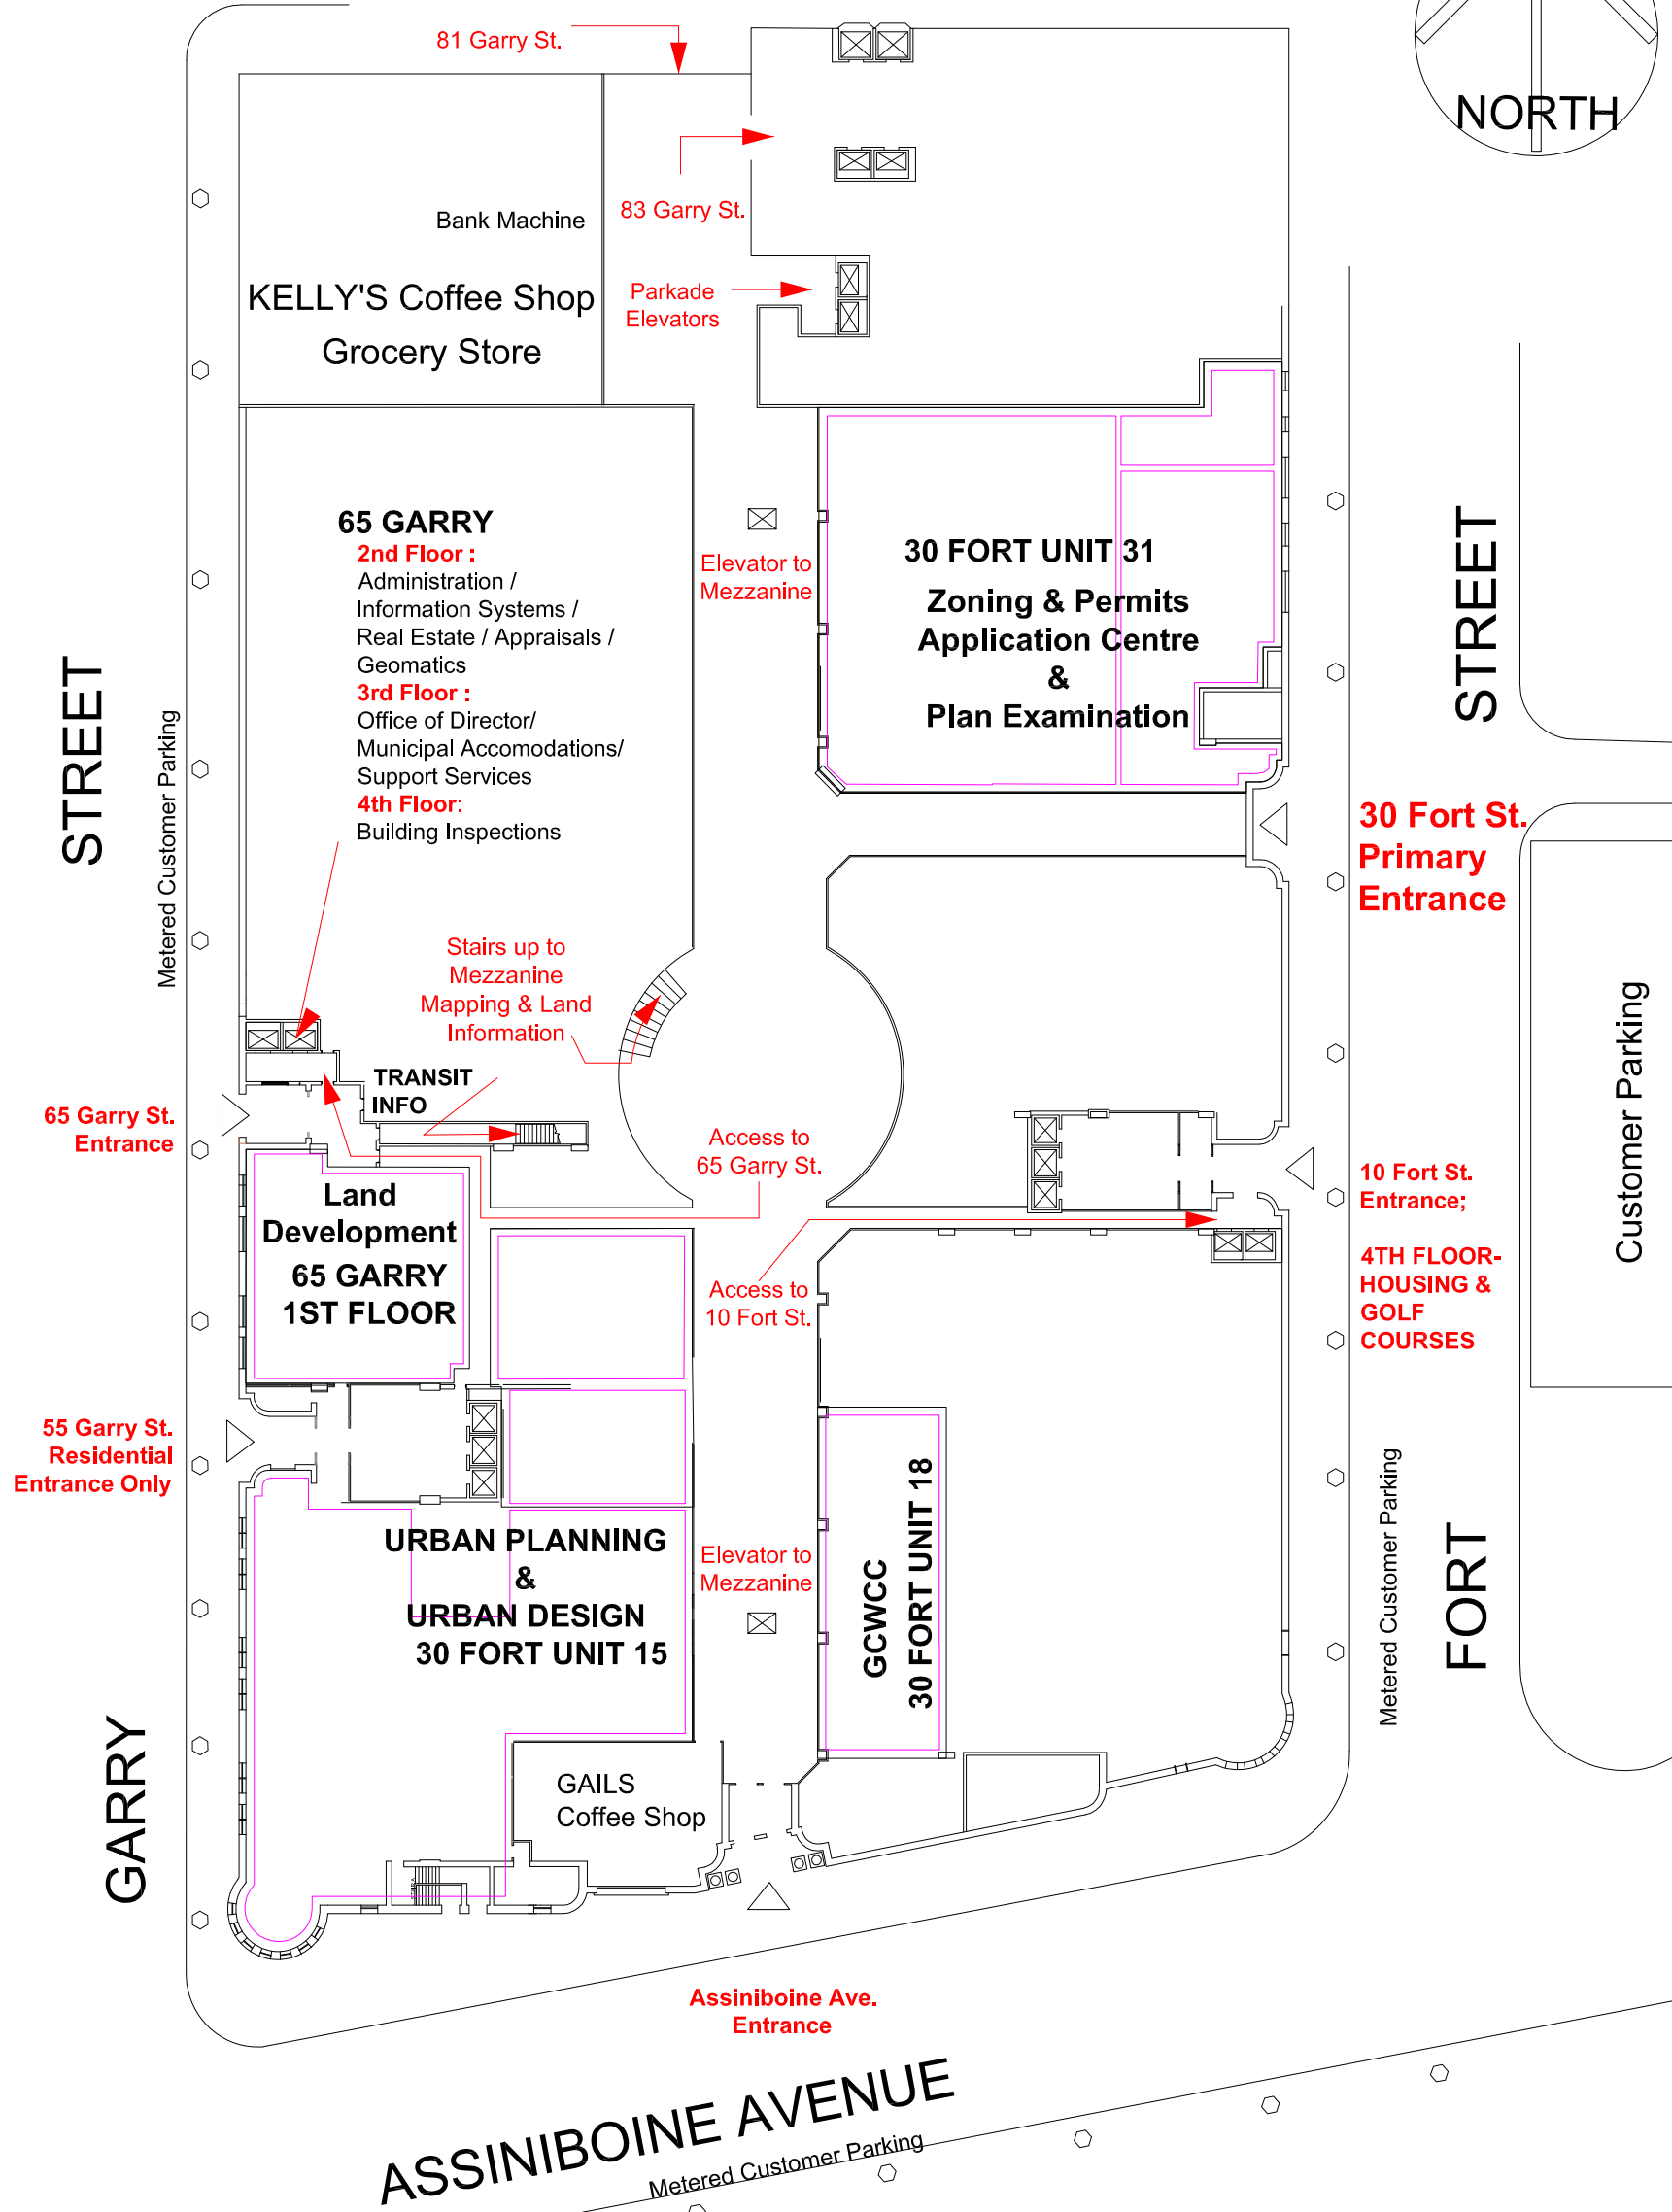 81 Garry St.
NORTH
83 Garry St.
Bank Machine
KELLY'S Coffee Shop
Grocery Store
Parkade
Elevators
65 GARRY
2nd Floor :
Administration /
Information Systems /
Real Estate / Appraisals /
Geomatics
3rd Floor :
Office of Director/
Municipal Accomodations/
Support Services
4th Floor:
Building Inspections
Elevator to
Mezzanine
30 FORT UNIT 31
Zoning & Permits
Application Centre
&
Plan Examination
STREET
STREET
Metered Customer Parking
30 Fort St.
Primary
Entrance
Stairs up to
Mezzanine
Mapping & Land
Information
TRANSIT
INFO
65 Garry St.
Entrance
Access to
65 Garry St.
10 Fort St.
Entrance;
4TH FLOOR-
HOUSING &
GOLF
COURSES
Customer Parking
Land
Development
65 GARRY
1ST FLOOR
Access to
10 Fort St.
55 Garry St.
Residential
Entrance Only
URBAN PLANNING
&
URBAN DESIGN
30 FORT UNIT 15
Elevator to
Mezzanine
GCWCC
30 FORT UNIT 18
Metered Customer Parking
FORT
GARRY
GAILS
Coffee Shop
Assiniboine Ave.
Entrance
ASSINIBOINE AVENUE
Metered Customer Parking